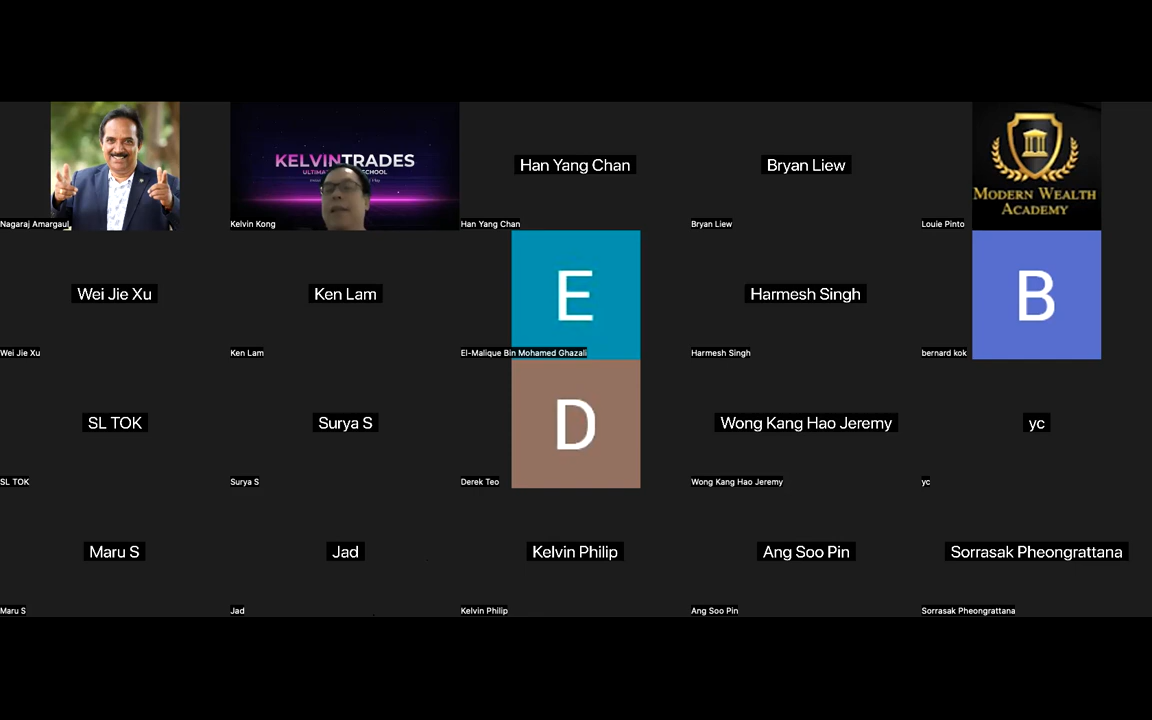 Nagaraj Amargaul
KELVINTRADES
Kelvin Kong
Han Yang Chan
Han Yang Chan
Bryan Liew
Bryan Liew
MODERN WEALTH
ACADEMY
Louie Pinto
Wei Jie Xu
Wei Jie Xu
Ken Lam
Ken Lam
E
El-Malique Bin Mohamed Ghazali
Harmesh Singh
Harmesh Singh
B
bernard kok
SL TOK
SL TOK
Surya S
Surya S
D
Derek Teo
Wong Kang Hao Jeremy
Wong Kang Hao Jeremy
yc
yc
Maru S
Maru S
Jad
Jad
Kelvin Philip
Kelvin Philip
Ang Soo Pin
Ang Soo Pin
Sorrasak Pheongrattana
Sorrasak Pheongrattana